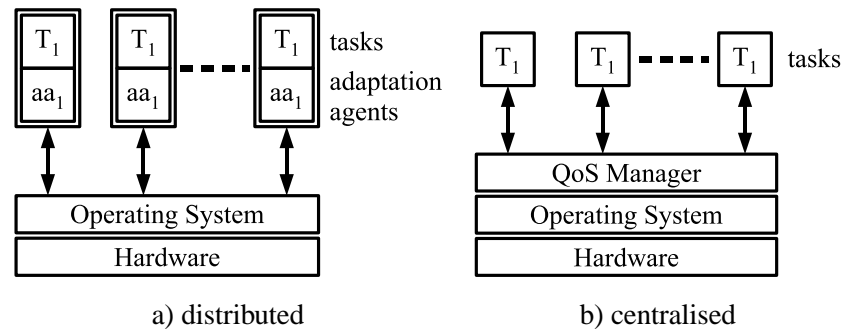 T1 T1 T1 tasks
aa1 aa1 aa1 adaptation
agents
Operating System
Hardware
a) distributed
T1 T1 T1 tasks
QoS Manager
Operating System
Hardware
b) centralised